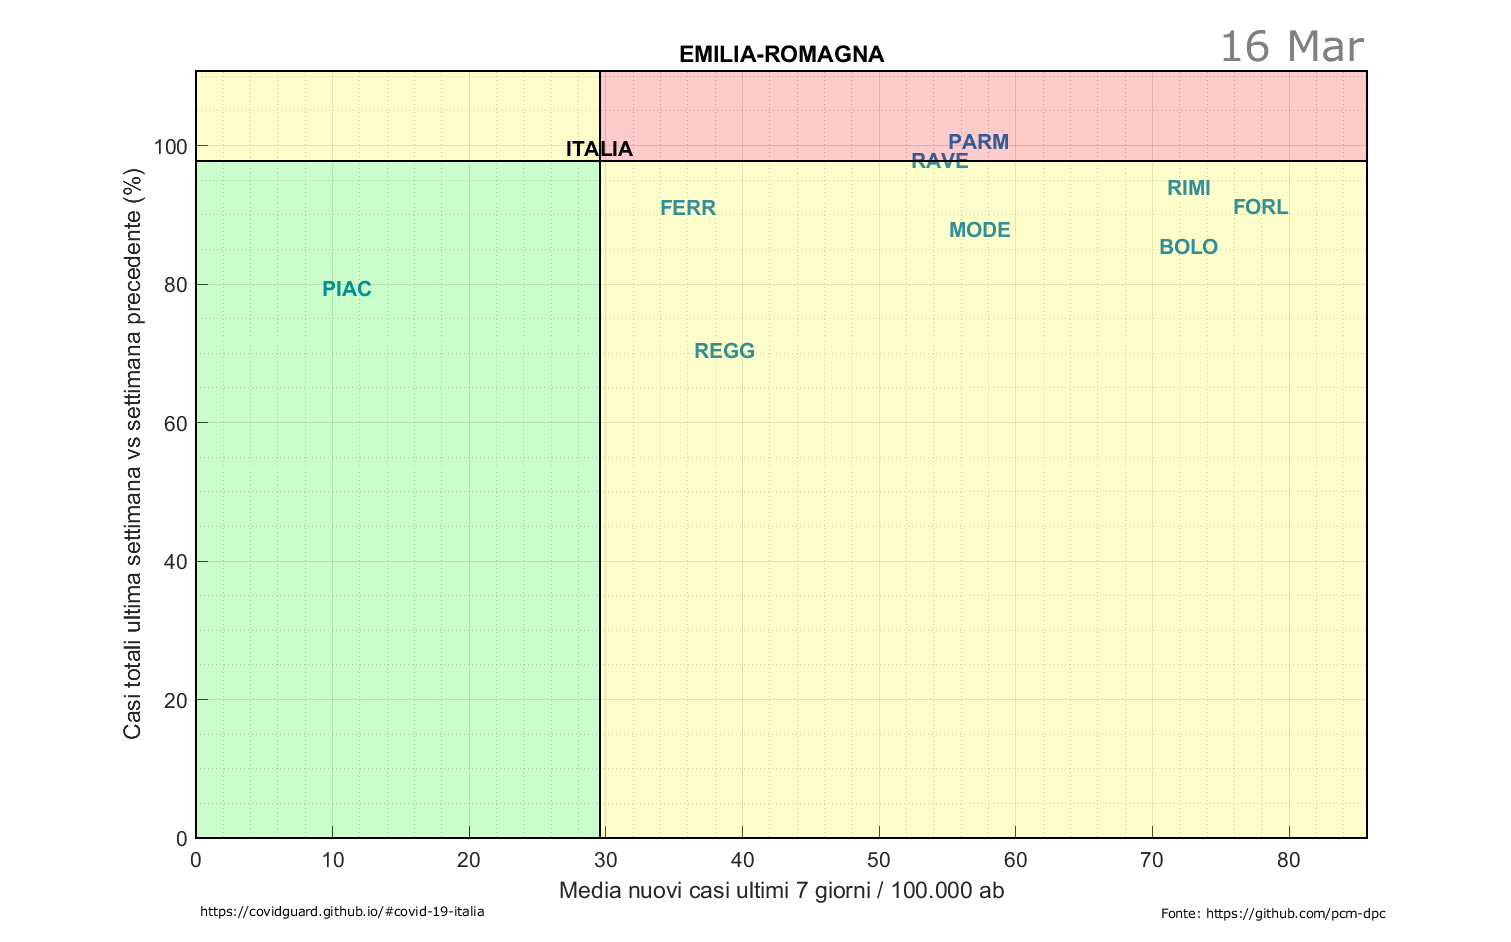 16 Mar
EMILIA-ROMAGNA
Casi totali ultima settimana vs settimana precedente (%)
100
80
60
40
20
0
ITALIA
PARM
RAVE
RIMI
FERR
FORL
MODE
BOLO
PIAC
REGG
0 10 20 30 40 50 60 70 80
Media nuovi casi ultimi 7 giorni / 100.000 ab
https://covidguard.github.io/#covid-19-italia
Fonte: https://github.com/pcm-dpc